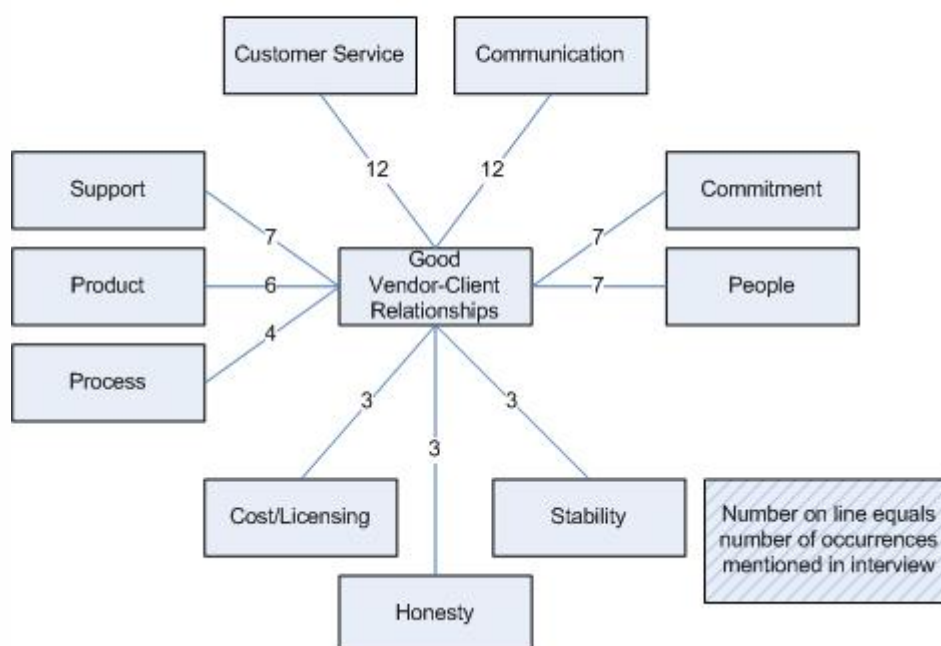 Customer Service
Communication
12
12
Support
Commitment
7
7
Good
Vendor-Client
Relationships
Product
6
7
People
4
Process
3
3
3
Cost/Licensing
Stability
Number on line equals
number of occurrences
mentioned in interview
Honesty